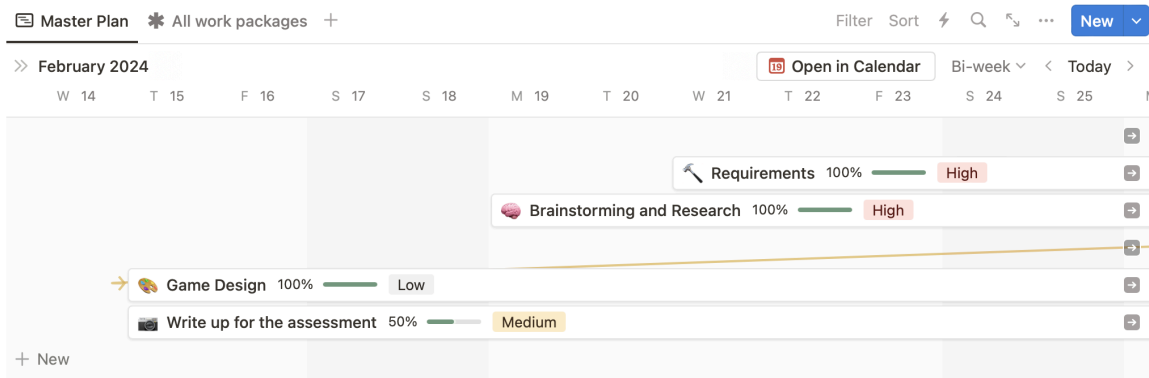 Master Plan All work packages Filter Sort New
February 2024 19 Open in Calendar Bi-week Today
W 14 T 15 F 16 S 17 S 18 M 19 T 20 W 21 T 22 F 23 S 24 S 25
Requirements 100% High
Brainstorming and Research 100% High
Game Design 100% Low
Write up for the assessment 50% Medium
+ New